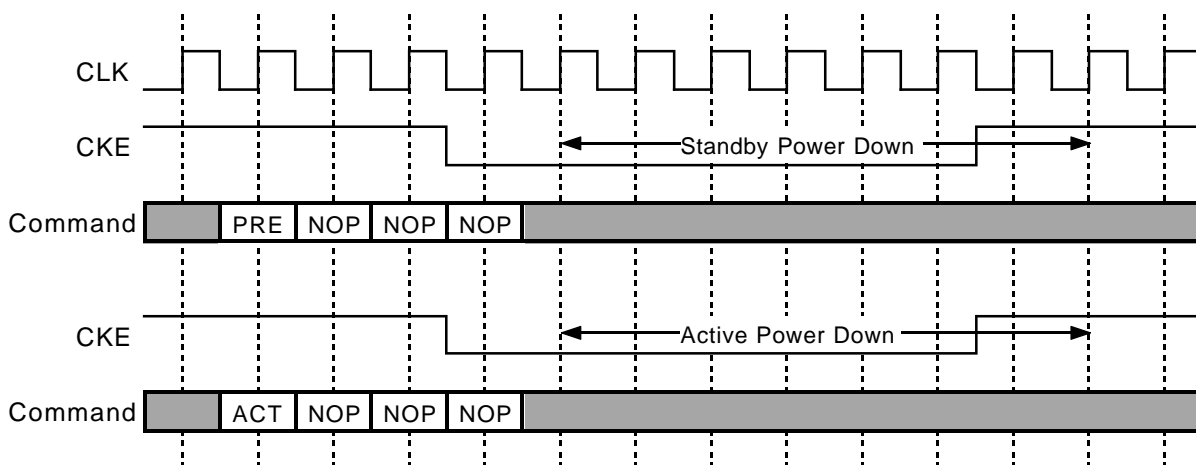 CLK
CKE
Standby Power Down
Command
PRE NOP NOP NOP
CKE
Active Power Down
Command
ACT NOP NOP NOP